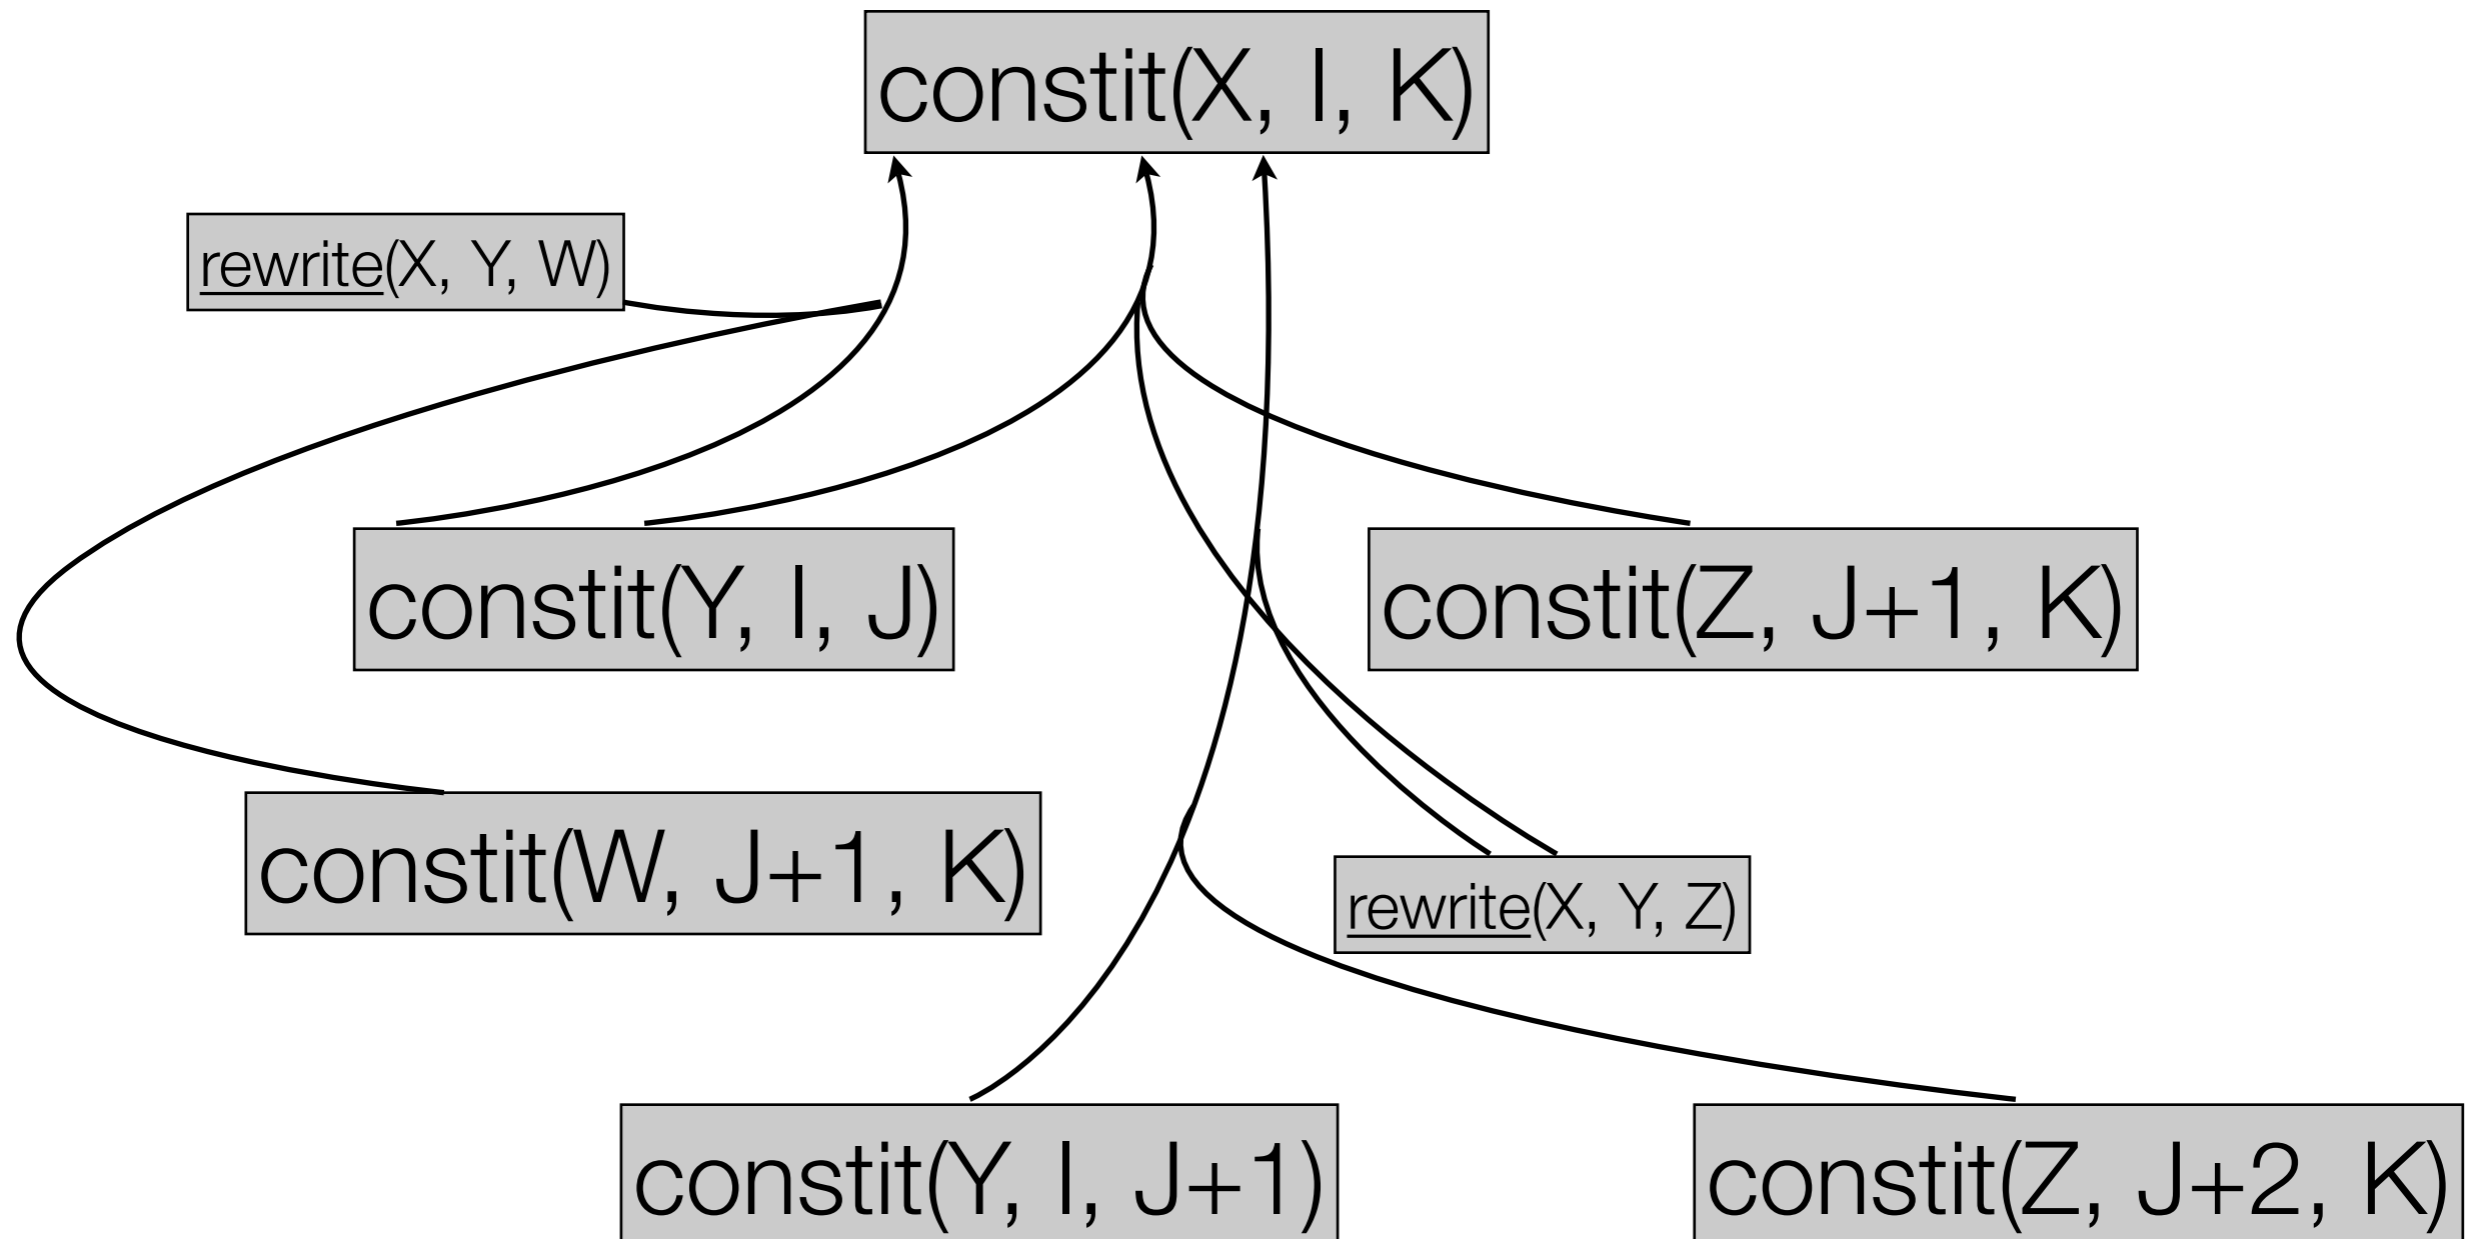 constit(X, I, K)
rewrite(X, Y, W)
constit(Y, I, J)
constit(Z, J+1, K)
constit(W, J+1, K)
rewrite(X, Y, Z)
constit(Y, I, J+1)
constit(Z, J+2, K)